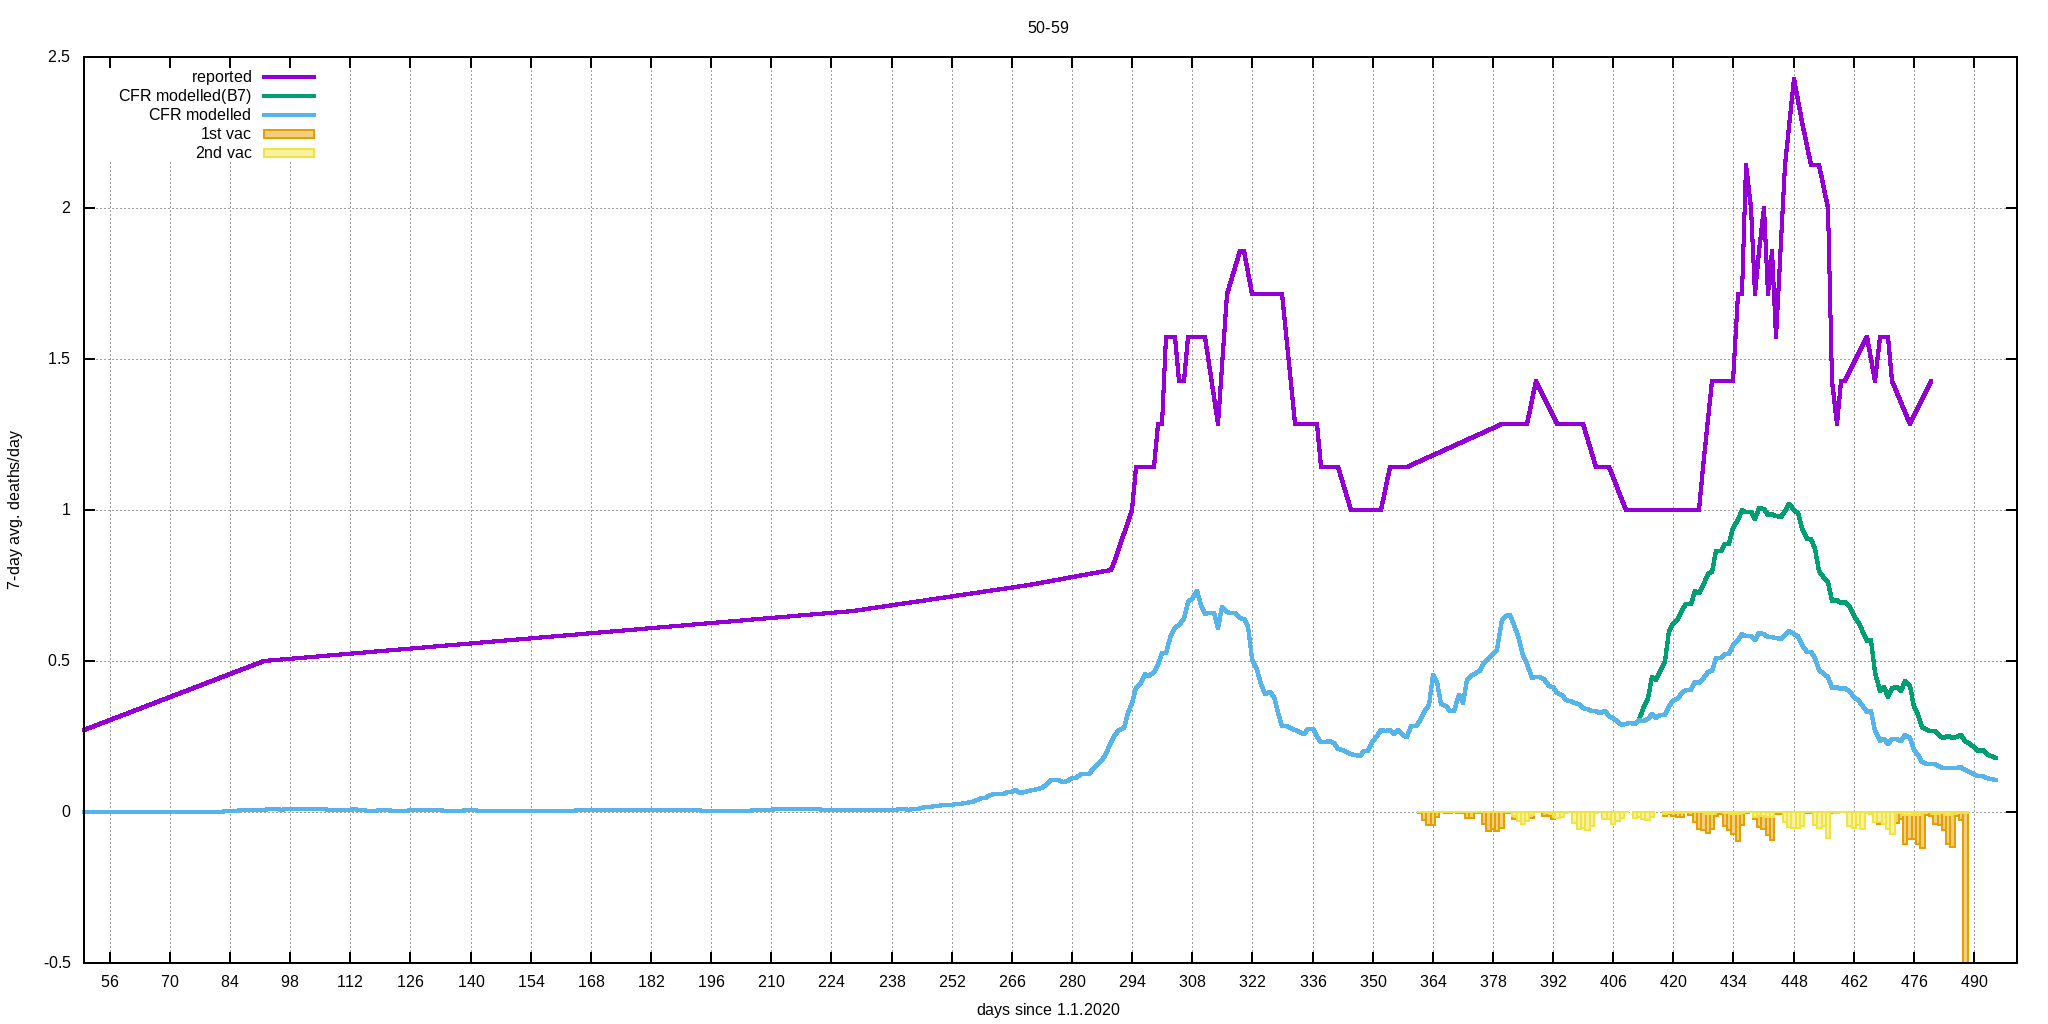 50-59
2.5
2
1.5
1
0.5
0
-0.5
7-day avg. deaths/day
reported
CFR modelled(B7)
CFR modelled
1st vac
2nd vac
56 70 84 98 112 126 140 154 168 182 196 210 224 238 252 266 280 294 308 322 336 350 364 378 392 406 420 434 448 462 476 490
days since 1.1.2020